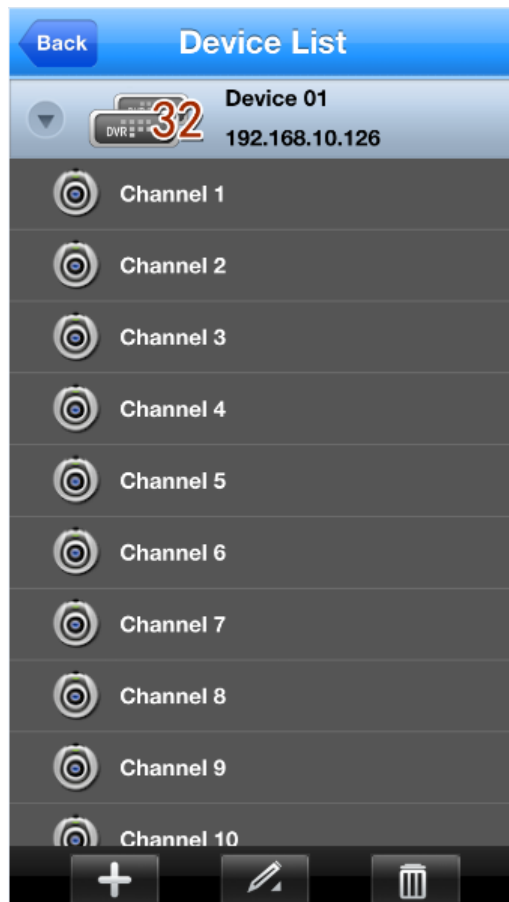 Back
Device List
Device 01
DVR 32
192.168.10.126
Channel 1
Channel 2
Channel 3
Channel 4
Channel 5
Channel 6
Channel 7
Channel 8
Channel 9
Channel 10